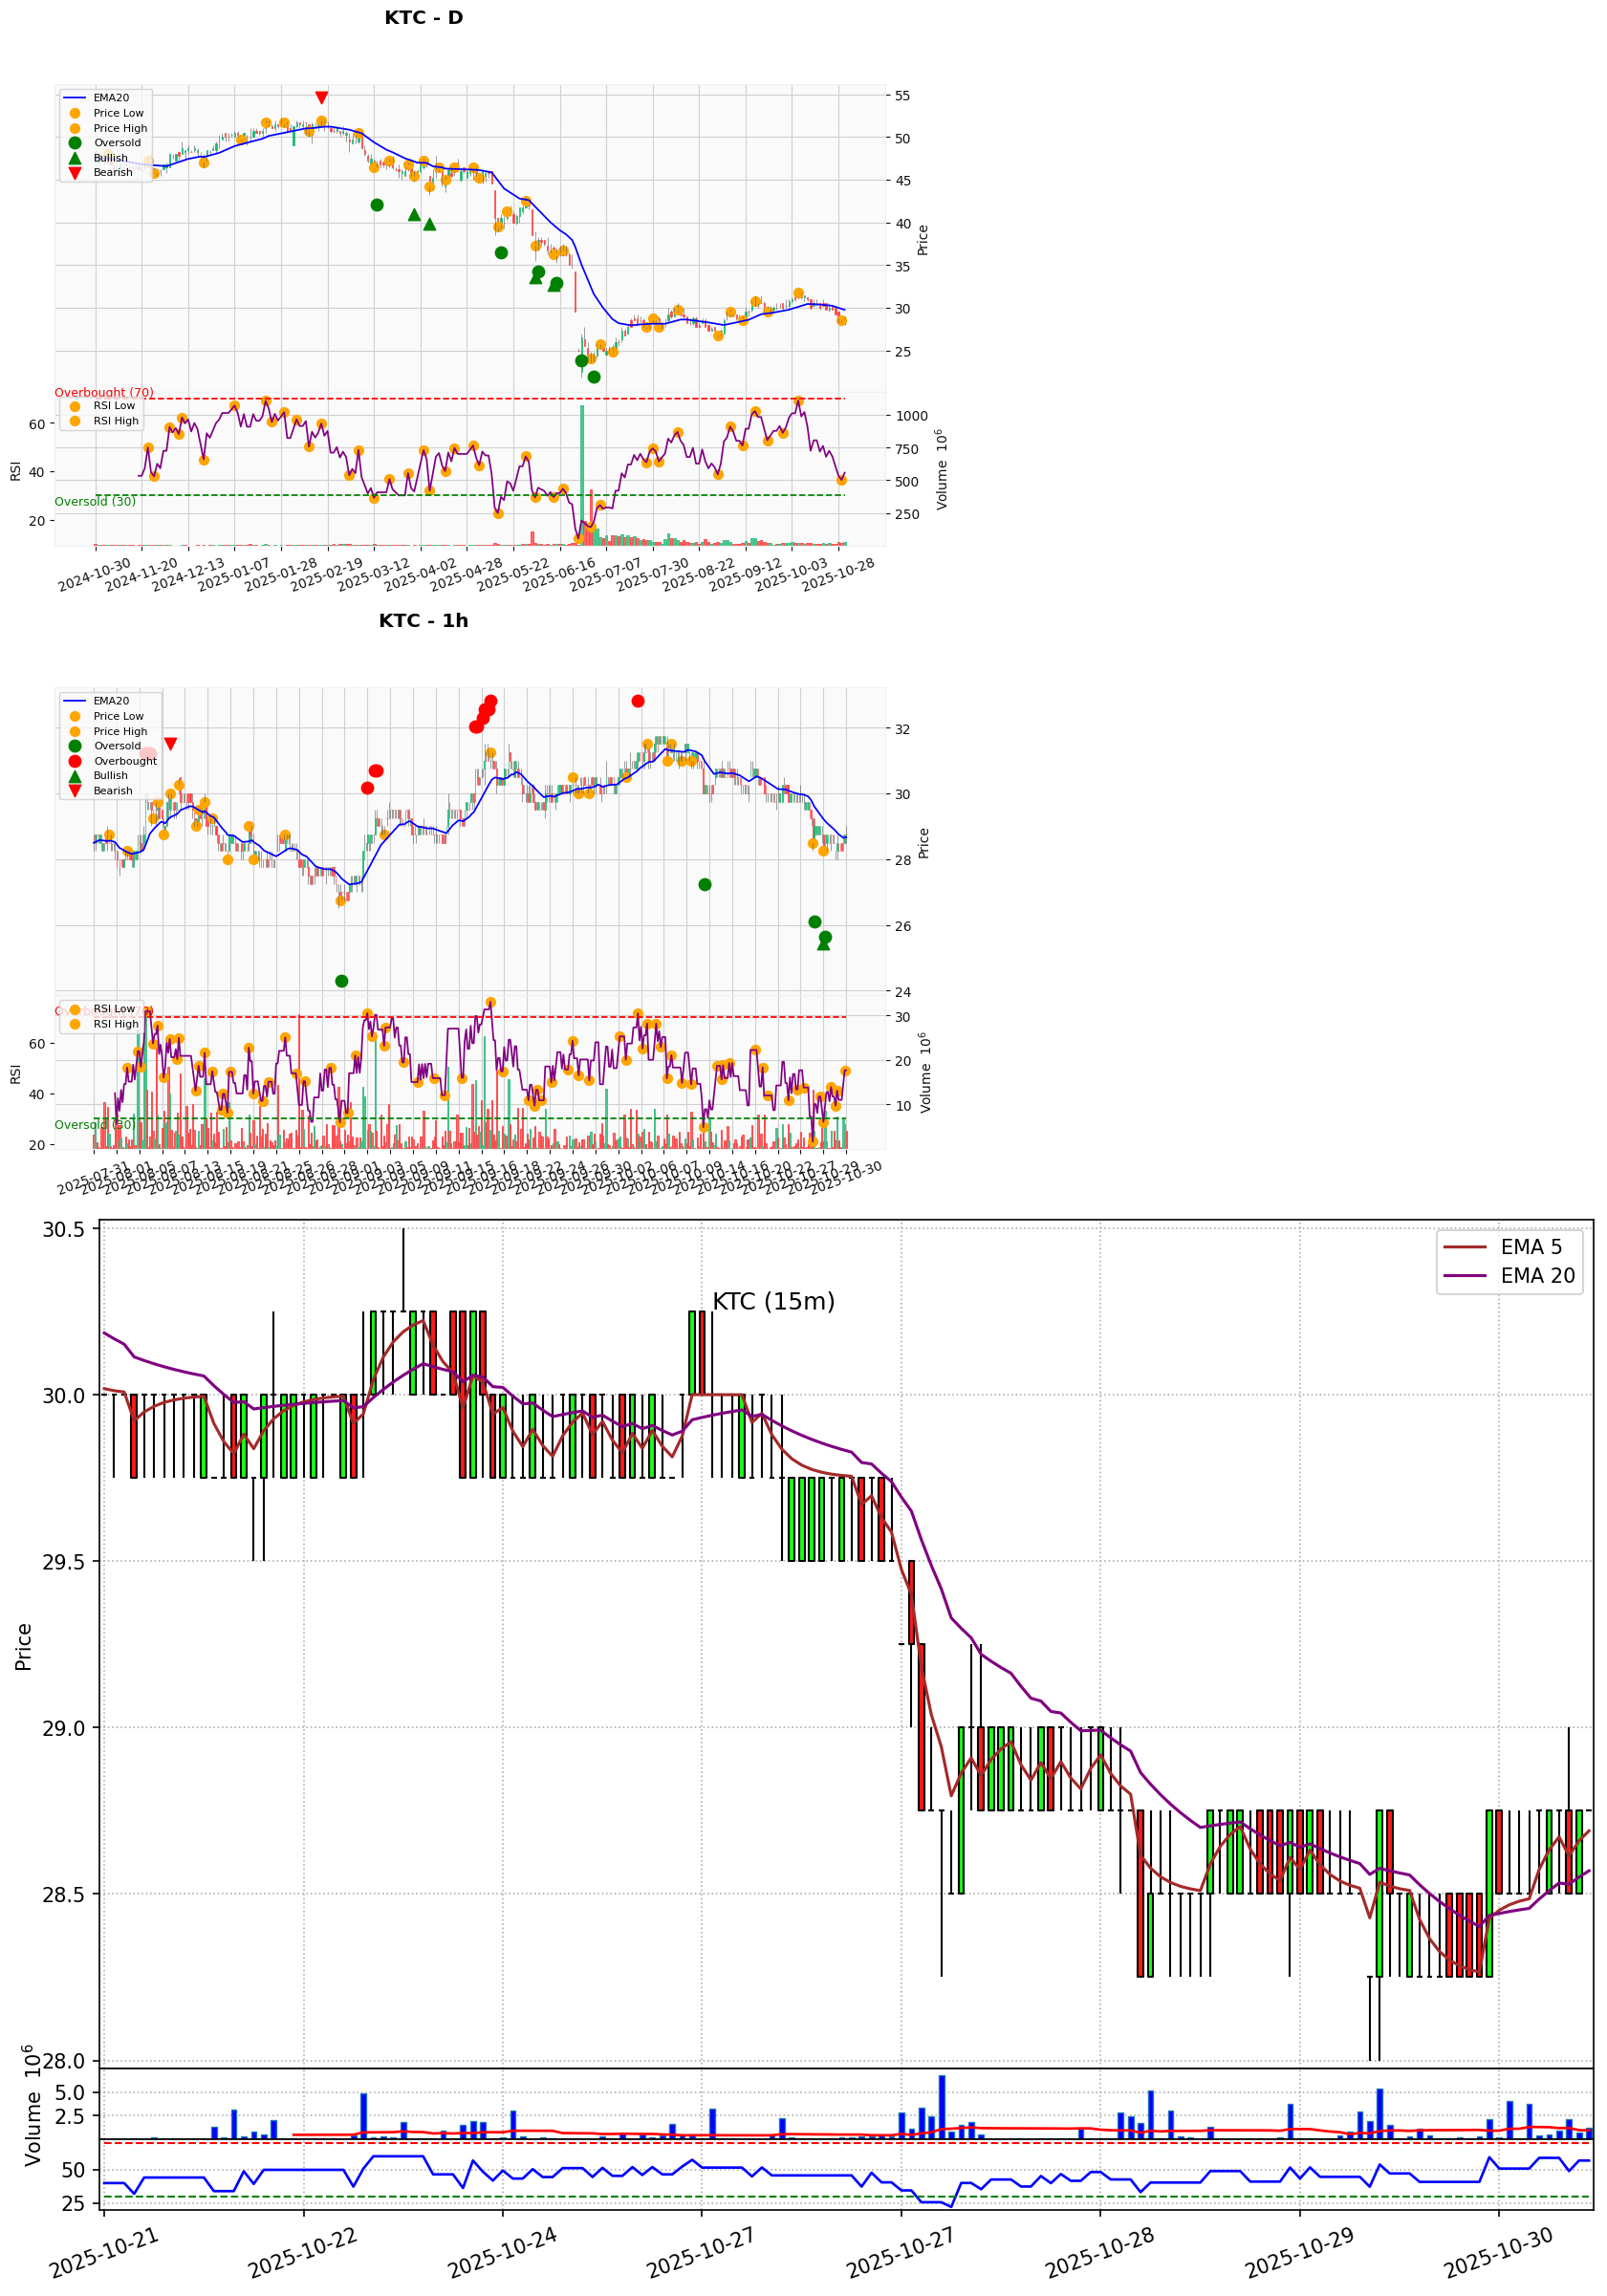 KTC - D
EMA20
Price Low
Price High
Oversold
Bullish
Bearish
55
50
45
40
35
30
25
Price
Overbought (70)
RSI Low
RSI High
Oversold (30)
60
40
20
RSI
1000
750
500
250
Volume 10^6
2024-10-30
2024-11-20
2024-12-13
2025-01-07
2025-01-28
2025-02-19
2025-03-12
2025-04-02
2025-04-28
2025-05-22
2025-06-16
2025-07-07
2025-07-30
2025-08-22
2025-09-12
2025-10-03
2025-10-28
KTC - 1h
EMA20
Price Low
Price High
Oversold
Overbought
Bullish
Bearish
32
30
28
26
24
Price
RSI Low
RSI High
Oversold (30)
60
40
20
RSI
30
20
10
Volume 10^6
2025-07-31
2025-10-30
KTC (15m)
EMA 5
EMA 20
30.5
30.0
29.5
29.0
28.5
28.0
Price
5.0
2.5
Volume 10^6
50
25
2025-10-21
2025-10-22
2025-10-24
2025-10-27
2025-10-27
2025-10-28
2025-10-29
2025-10-30